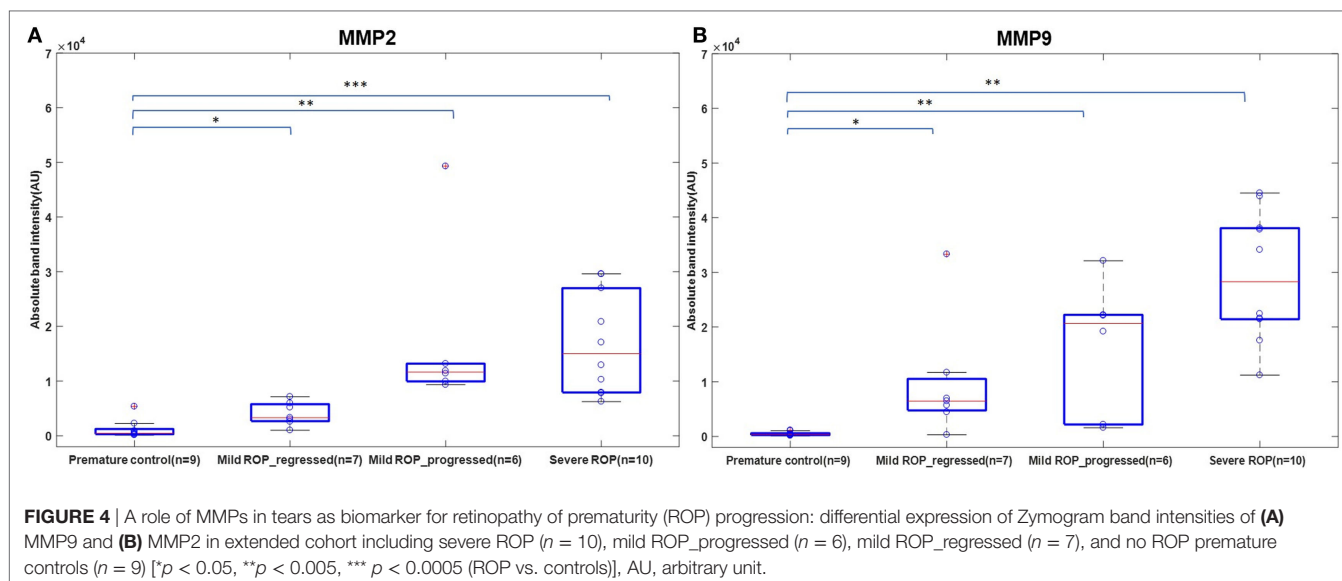 A
MMP2
×10⁴
7
6
5
4
3
2
1
0
Absolute band intensity(AU)
***
**
*
Premature control(n=9) Mild ROP_regressed(n=7) Mild ROP_progressed(n=6) Severe ROP(n=10)
B
MMP9
×10⁴
7
6
5
4
3
2
1
0
Absolute band intensity(AU)
**
**
*
Premature control(n=9) Mild ROP_regressed(n=7) Mild ROP_progressed(n=6) Severe ROP(n=10)
FIGURE 4 | A role of MMPs in tears as biomarker for retinopathy of prematurity (ROP) progression: differential expression of Zymogram band intensities of (A)
MMP9 and (B) MMP2 in extended cohort including severe ROP (n = 10), mild ROP_progressed (n = 6), mild ROP_regressed (n = 7), and no ROP premature
controls (n = 9) [*p < 0.05, **p < 0.005, *** p < 0.0005 (ROP vs. controls)], AU, arbitrary unit.